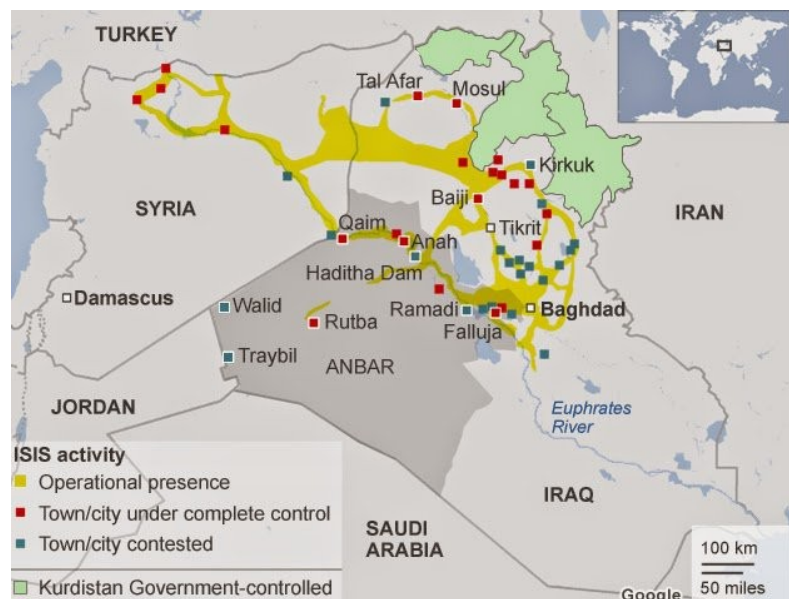 TURKEY
Tal Afar
Mosul
Kirkuk
SYRIA
Baiji
IRAN
Qaim
Tikrit
Anah
Haditha Dam
Damascus
Walid
Ramadi
Baghdad
Rutba
Falluja
Traybil
ANBAR
JORDAN
Euphrates
River
ISIS activity
Operational presence
IRAQ
Town/city under complete control
SAUDI
ARABIA
Town/city contested
100 km
Kurdistan Government-controlled
50 miles
Google